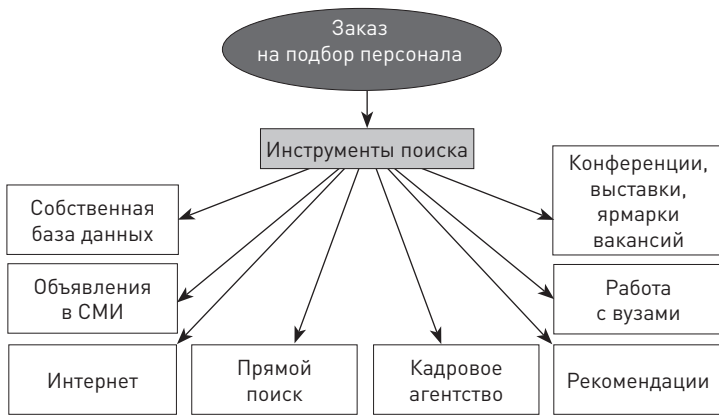 Заказ
на подбор персонала
Инструменты поиска
Собственная
база данных
Конференции,
выставки,
ярмарки
вакансий
Объявления
в СМИ
Работа
с вузами
Интернет
Прямой
поиск
Кадровое
агентство
Рекомендации